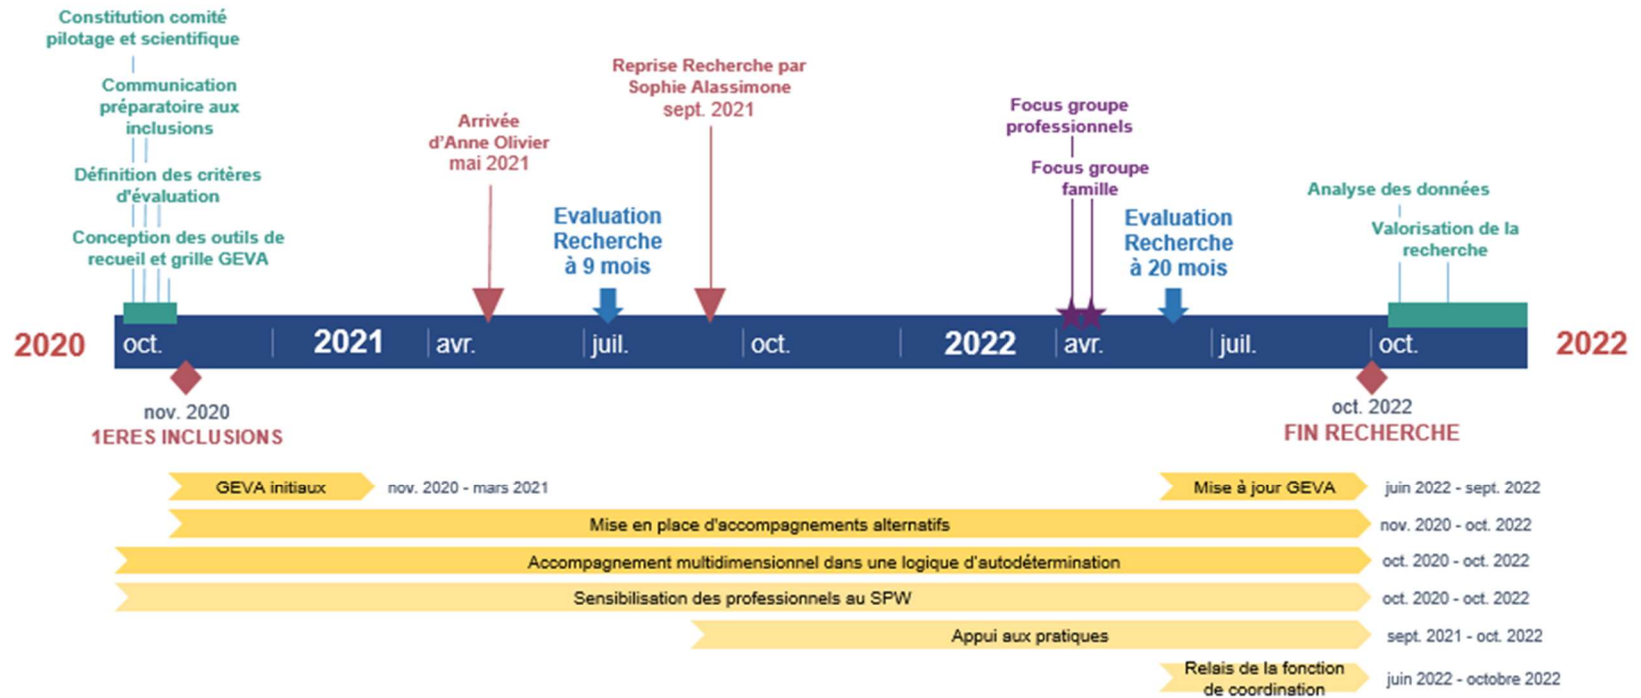 Constitution comité
pilotage et scientifique
Communication
préparatoire aux
inclusions
Définition des critères
d'évaluation
Conception des outils de
recueil et grille GEVA
Arrivée
d'Anne Olivier
mai 2021
Evaluation
Recherche
à 9 mois
Reprise Recherche par
Sophie Alassimone
sept. 2021
Focus groupe
professionnels
Focus groupe
famille
Evaluation
Recherche
à 20 mois
Analyse des données
Valorisation de la
recherche
2020 oct. 2021 avr. juil. oct. 2022 avr. juil. oct. 2022
nov. 2020
1ERES INCLUSIONS
oct. 2022
FIN RECHERCHE
GEVA initiaux nov. 2020 - mars 2021
Mise à jour GEVA juin 2022 - sept. 2022
Mise en place d'accompagnements alternatifs nov. 2020 - oct. 2022
Accompagnement multidimensionnel dans une logique d'autodétermination oct. 2020 - oct. 2022
Sensibilisation des professionnels au SPW oct. 2020 - oct. 2022
Appui aux pratiques sept. 2021 - oct. 2022
Relais de la fonction
de coordination
juin 2022 - octobre 2022